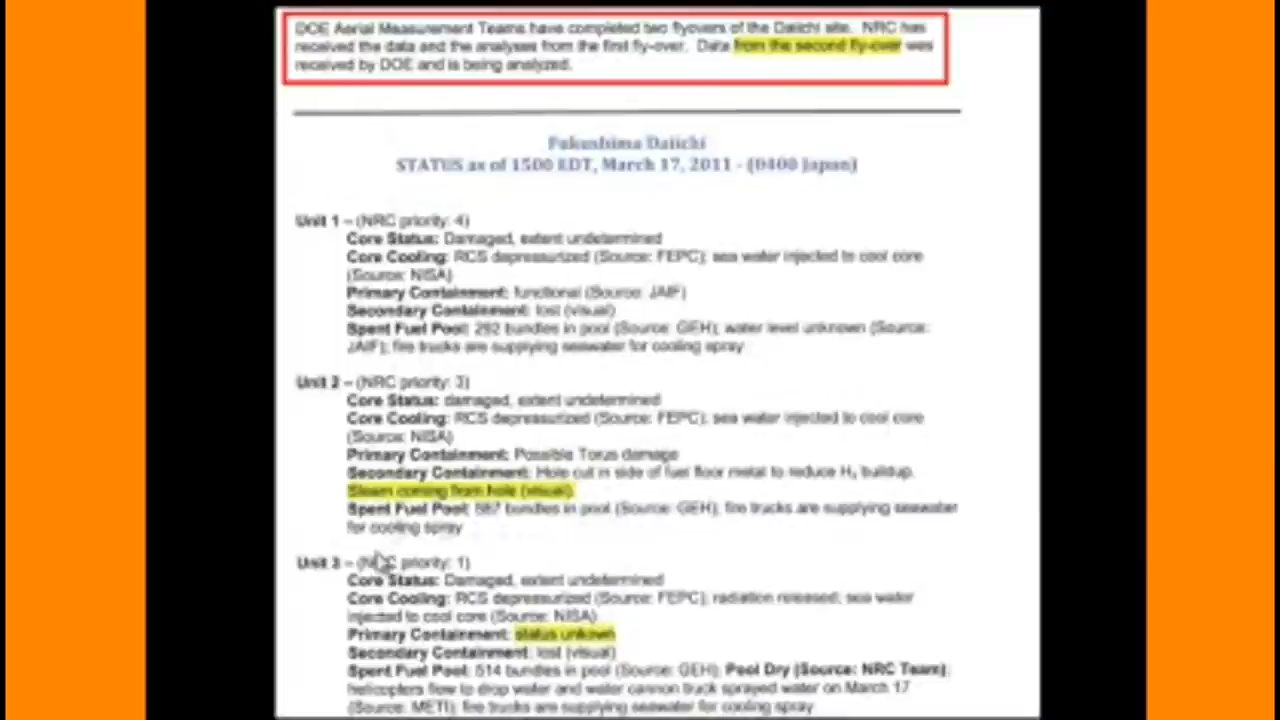 DOE Aerial Measurement Teams have completed two flyovers of the Daiichi site. NRC has
received the data and the analyses from the first fly-over. Data from the second fly-over was
received by DOE and is being analyzed.
Fukushima Daiichi
STATUS as of 1500 EDT, March 17, 2011 - (0400 Japan)
Unit 1 – (NRC priority: 4)
Core Status: Damaged, extent undetermined
Core Cooling: RCS depressurized (Source: FEPC); sea water injected to cool core
(Source: NISA)
Primary Containment: functional (Source: JAIF)
Secondary Containment: lost (visual)
Spent Fuel Pool: 292 bundles in pool (Source: GEH); water level unknown (Source:
JAIF); fire trucks are supplying seawater for cooling spray
Unit 2 – (NRC priority: 3)
Core Status: damaged, extent undetermined
Core Cooling: RCS depressurized (Source: FEPC); sea water injected to cool core
(Source: NISA)
Primary Containment: Possible Torus damage
Secondary Containment: Hole cut in side of fuel floor metal to reduce H₂ buildup.
Steam coming from hole (visual)
Spent Fuel Pool: 587 bundles in pool (Source: GEH), fire trucks are supplying seawater
for cooling spray
Unit 3 – (NRC priority: 1)
Core Status: Damaged, extent undetermined
Core Cooling: RCS depressurized (Source: FEPC); radiation released; sea water
injected to cool core (Source: NISA)
Primary Containment: status unkown
Secondary Containment: lost (visual)
Spent Fuel Pool: 514 bundles in pool (Source: GEH); Pool Dry (Source: NRC Team);
helicopters flew to drop water and water cannon truck sprayed water on March 17
(Source: METI); fire trucks are supplying seawater for cooling spray